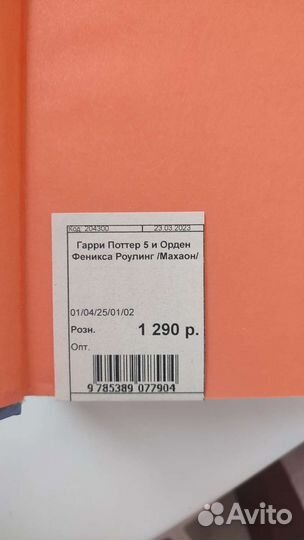 Код 204300 23.03.2023
Гарри Поттер 5 и Орден
Феникса Роулинг /Махаон/
01/04/25/01/02
Розн. 1 290 р.
Опт.
9 785389 077904
Avito